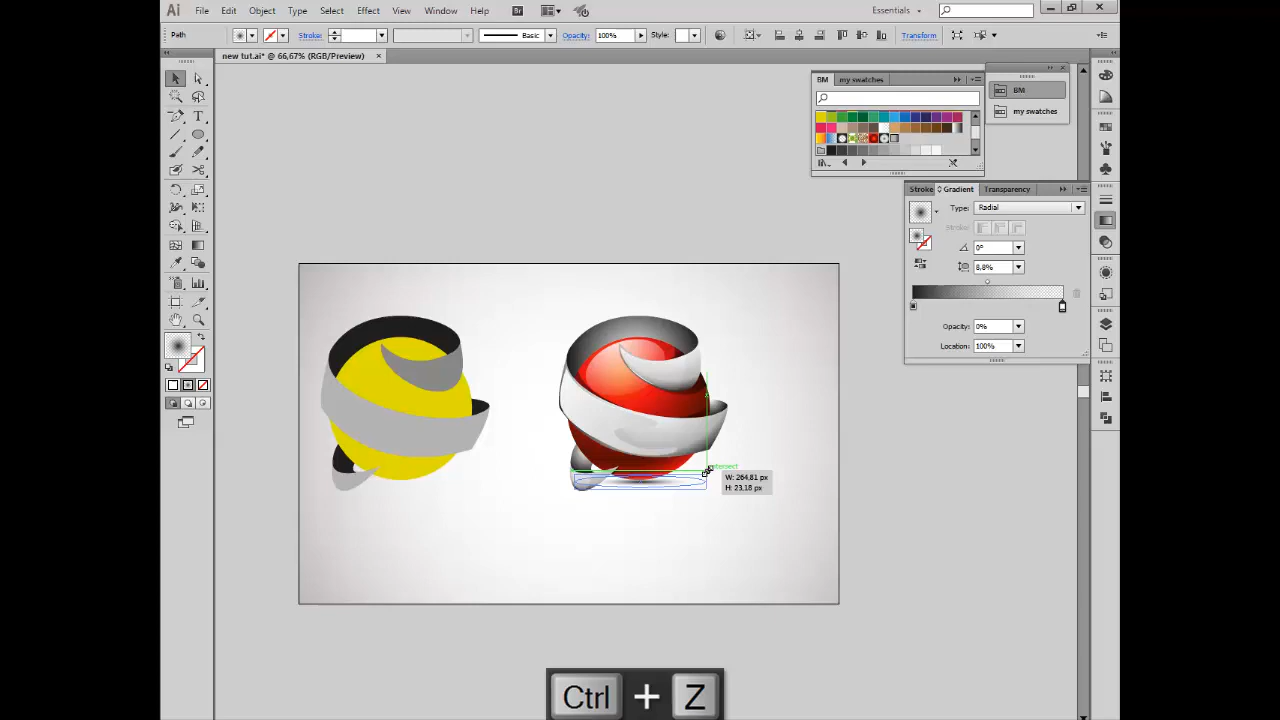 Ai File Edit Object Type Select Effect View Window Help Br Essentials
Path Stroke: Basic Opacity: 100% Style: Transform
new tut.ai* @ 66,67% (RGB/Preview) ×
BM my swatches
BM
my swatches
Stroke Gradient Transparency
Type: Radial
Stroke:
0°
8,8%
Opacity: 0%
Location: 100%
intersect
W: 264,81 px
H: 23,18 px
Ctrl + Z